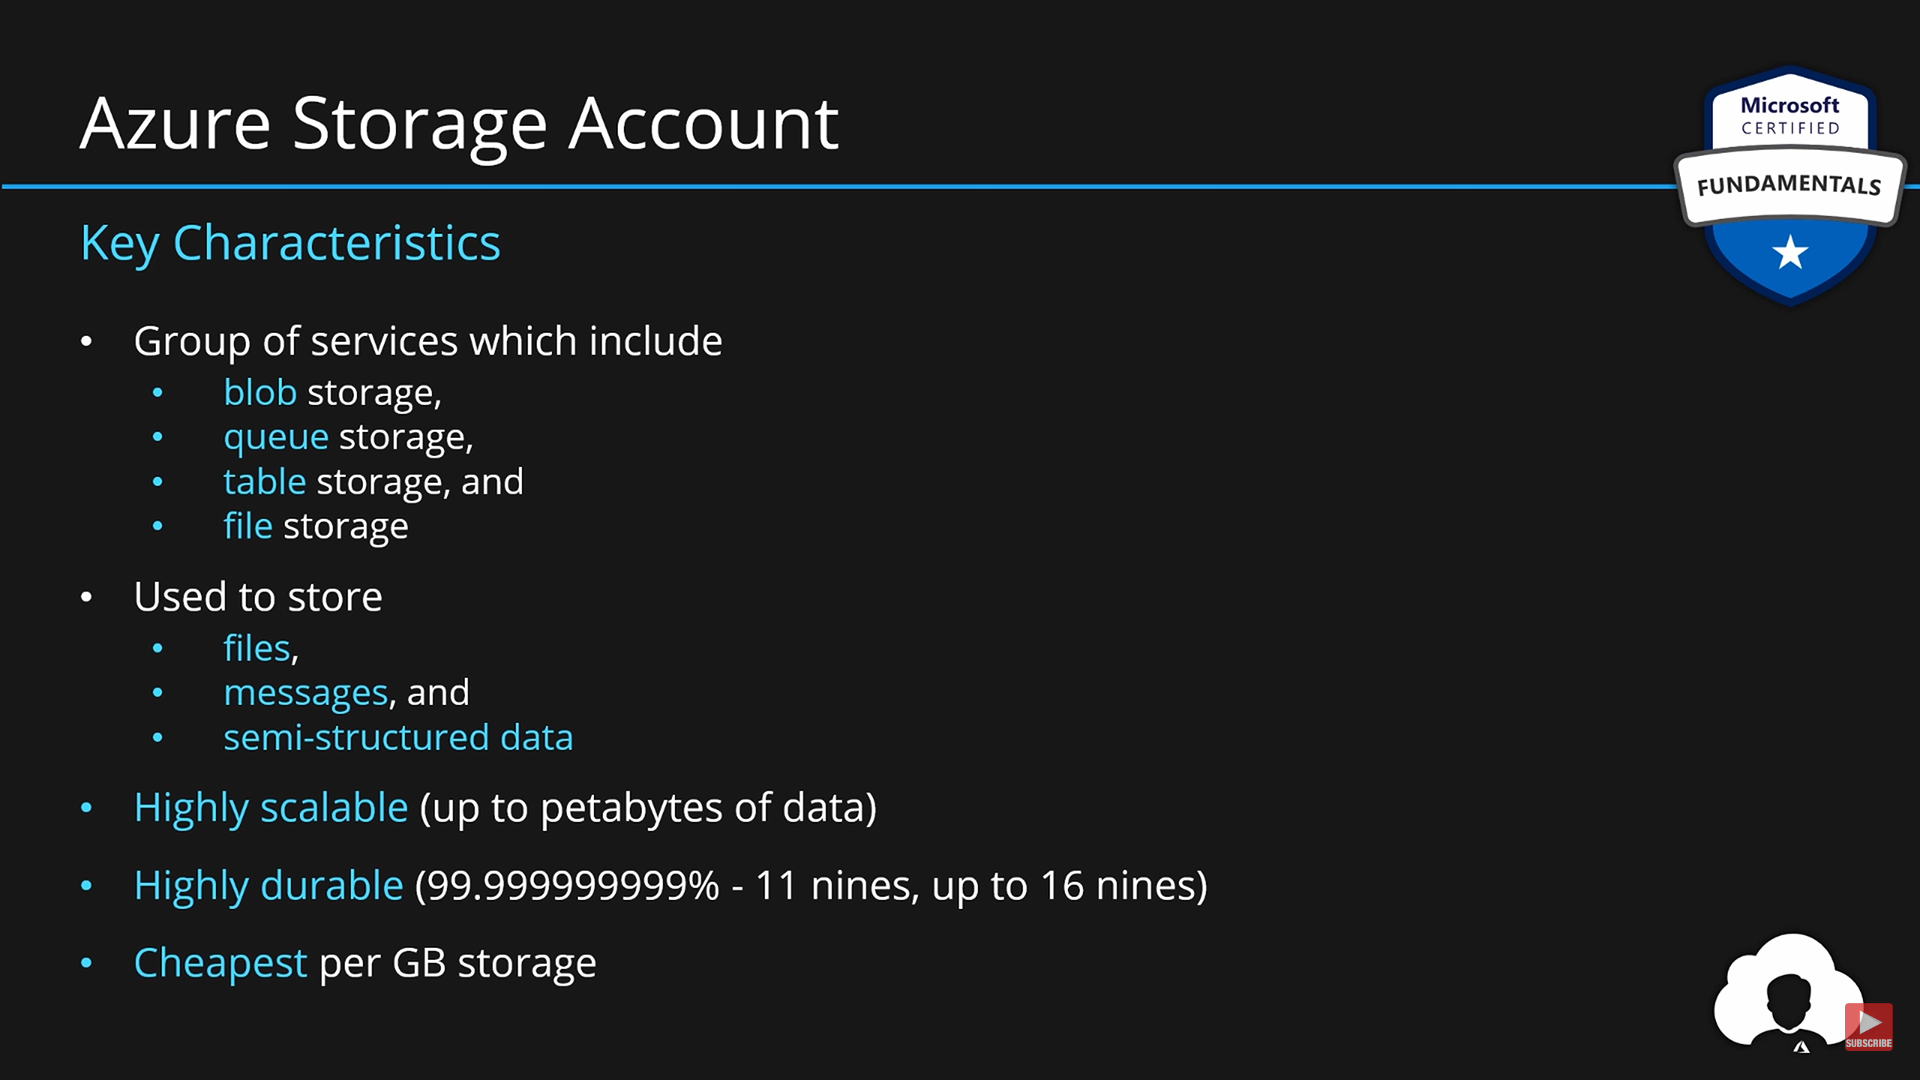 Azure Storage Account
Microsoft
CERTIFIED
FUNDAMENTALS
Key Characteristics
• Group of services which include
• blob storage,
• queue storage,
• table storage, and
• file storage
• Used to store
• files,
• messages, and
• semi-structured data
• Highly scalable (up to petabytes of data)
• Highly durable (99.999999999% - 11 nines, up to 16 nines)
• Cheapest per GB storage
SUBSCRIBE